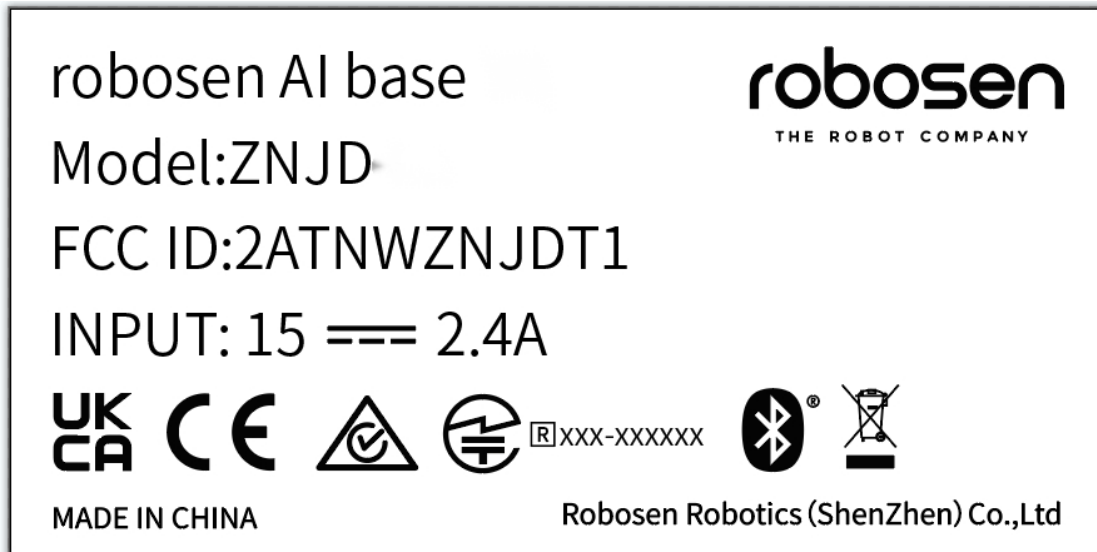 robosen AI base
robosen
THE ROBOT COMPANY
Model:ZNJD
FCC ID:2ATNWZNJDT1
INPUT: 15 ⎓ 2.4A
UK
CA CE ® R xxx-xxxxxx
MADE IN CHINA
Robosen Robotics (ShenZhen) Co.,Ltd